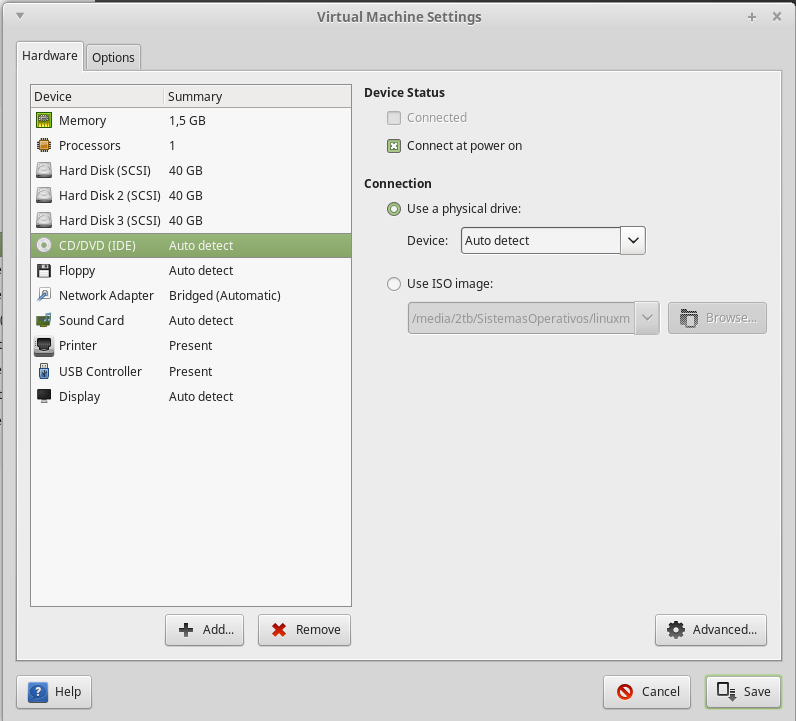 Virtual Machine Settings
Hardware
Options
Device Summary
Memory 1,5 GB
Processors 1
Hard Disk (SCSI) 40 GB
Hard Disk 2 (SCSI) 40 GB
Hard Disk 3 (SCSI) 40 GB
CD/DVD (IDE) Auto detect
Floppy Auto detect
Network Adapter Bridged (Automatic)
Sound Card Auto detect
Printer Present
USB Controller Present
Display Auto detect
Add...
Remove
Device Status
Connected
Connect at power on
Connection
Use a physical drive:
Device: Auto detect
Use ISO image:
/media/2tb/SistemasOperativos/linuxm
Browse...
Advanced...
Help
Cancel
Save